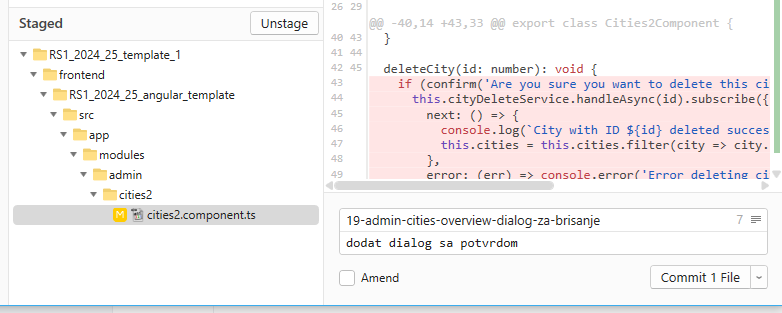 Staged
Unstage
RS1_2024_25_template_1
frontend
RS1_2024_25_angular_template
src
app
modules
admin
cities2
M cities2.component.ts
26 29
@@ -40,14 +43,33 @@ export class Cities2Component {
40 43 }
41 44
42 45 deleteCity(id: number): void {
43 if (confirm('Are you sure you want to delete this ci
44 this.cityDeleteService.handleAsync(id).subscribe({
45 next: () => {
46 console.log(`City with ID ${id} deleted succes
47 this.cities = this.cities.filter(city => city.
48 },
49 error: (err) => console.error('Error deleting ci
19-admin-cities-overview-dialog-za-brisanje 7
dodat dialog sa potvrdom
Amend
Commit 1 File